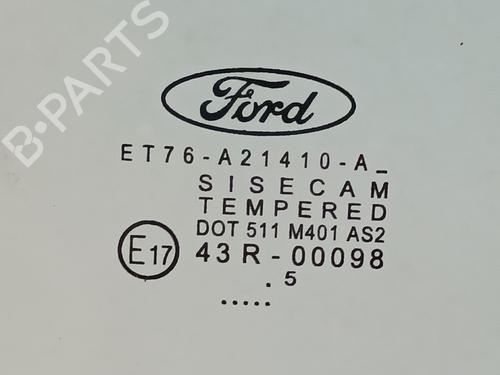 B-PARTS
Ford
ET76-A21410-A_
SISECAM
TEMPERED
DOT 511 M401 AS2
E17 43R-00098
. 5
.....